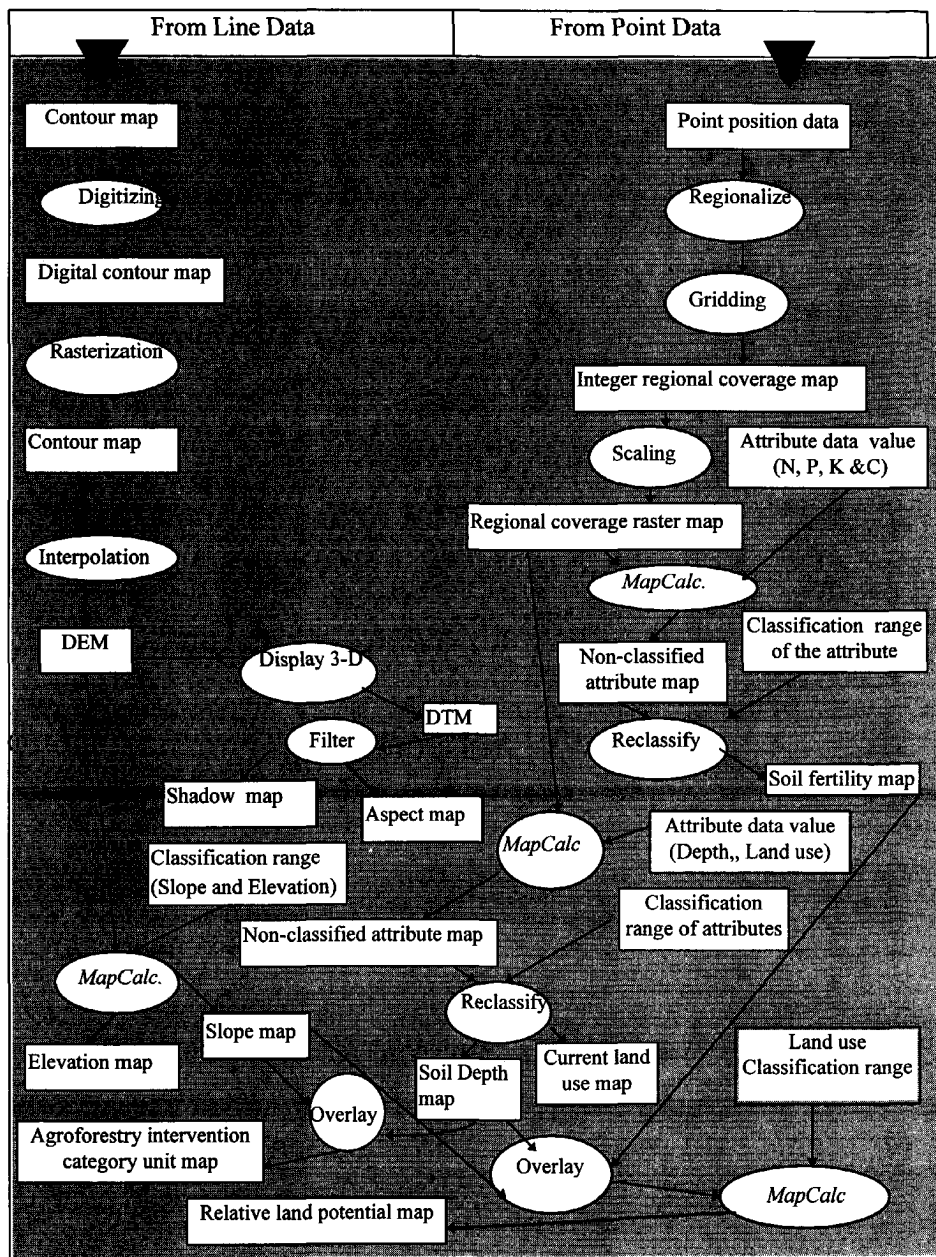 From Line Data
From Point Data
Contour map
Point position data
Digitizing
Regionalize
Digital contour map
Gridding
Rasterization
Integer regional coverage map
Contour map
Scaling
Attribute data value
(N, P, K &C)
Regional coverage raster map
Interpolation
MapCalc.
DEM
Display 3-D
Non-classified
attribute map
Classification range
of the attribute
DTM
Filter
Reclassify
Soil fertility map
Shadow map
Aspect map
MapCalc
Attribute data value
(Depth,, Land use)
Classification range
(Slope and Elevation)
Non-classified attribute map
Classification
range of attributes
MapCalc.
Reclassify
Slope map
Elevation map
Soil Depth
map
Current land
use map
Land use
Classification range
Overlay
Agroforestry intervention
category unit map
Overlay
MapCalc
Relative land potential map